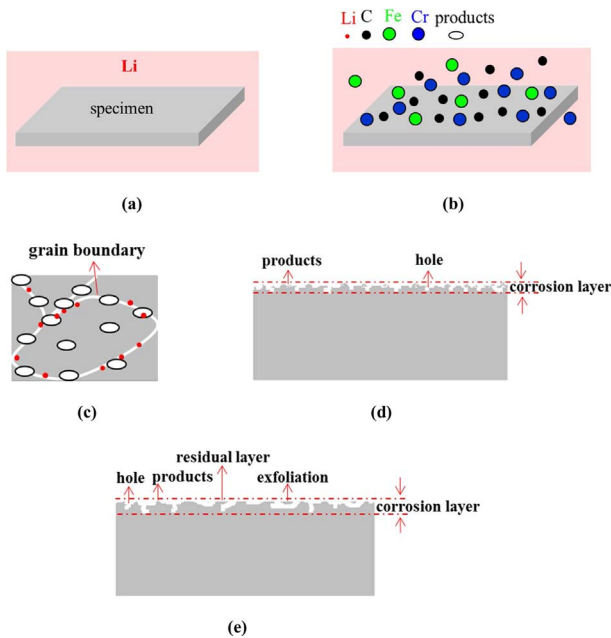 Li C Fe Cr products
Li
specimen
(a)
(b)
grain boundary
(c)
products hole
corrosion layer
(d)
residual layer
hole products exfoliation
corrosion layer
(e)